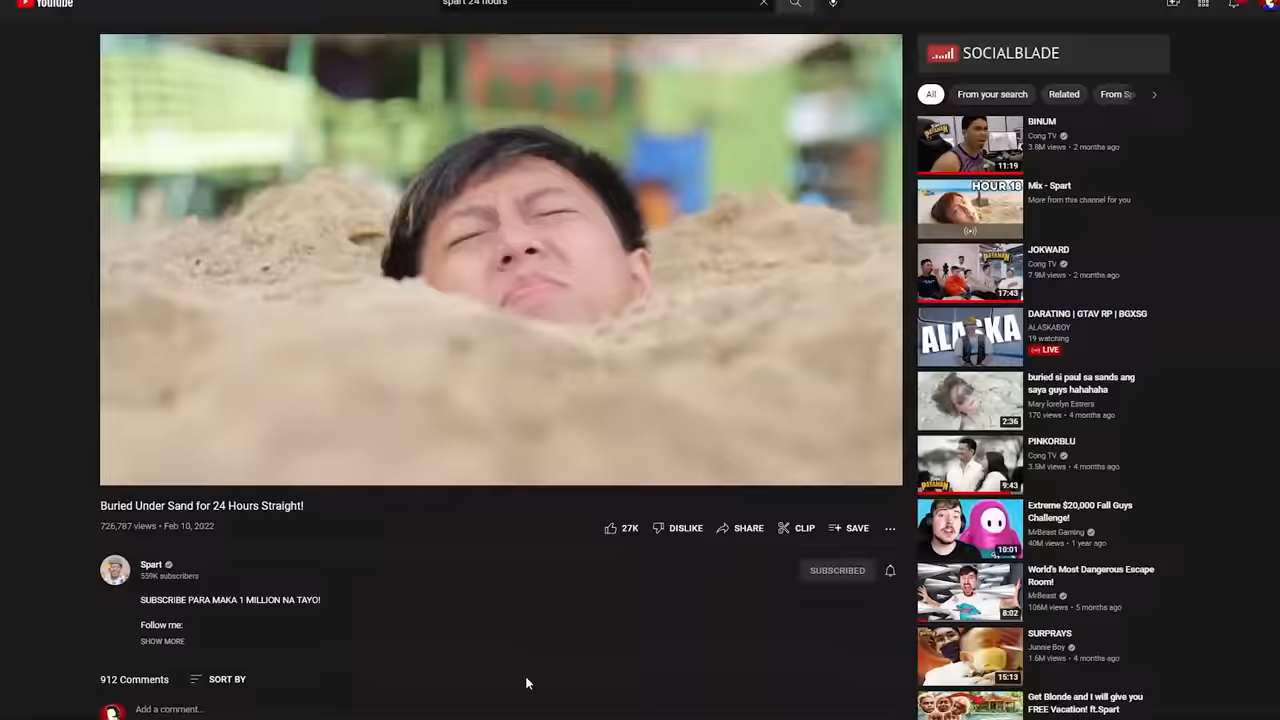 YouTube
spart 24 hours
SOCIALBLADE
All
From your search
Related
From Sp
BINUM
Cong TV
3.8M views • 2 months ago
11:19
HOUR 18
Mix - Spart
More from this channel for you
JOKWARD
Cong TV
7.9M views • 2 months ago
17:43
ALASKA
DARATING | GTAV RP | BGXSG
ALASKABOY
19 watching
LIVE
buried si paul sa sands ang
saya guys hahahaha
Mary Jorelyn Estrera
170 views • 4 months ago
2:36
PINKORBLU
Cong TV
3.5M views • 4 months ago
9:43
Extreme $20,000 Fall Guys
Challenge!
MrBeast Gaming
40M views • 1 year ago
10:01
World's Most Dangerous Escape
Room!
MrBeast
106M views • 5 months ago
8:02
SURPRAYS
Junnie Boy
1.6M views • 4 months ago
15:13
Get Blonde and I will give you
FREE Vacation! ft.Spart
Buried Under Sand for 24 Hours Straight!
726,787 views • Feb 10, 2022
27K
DISLIKE
SHARE
CLIP
SAVE
Spart
559K subscribers
SUBSCRIBED
SUBSCRIBE PARA MAKA 1 MILLION NA TAYO!
Follow me:
SHOW MORE
912 Comments
SORT BY
Add a comment...